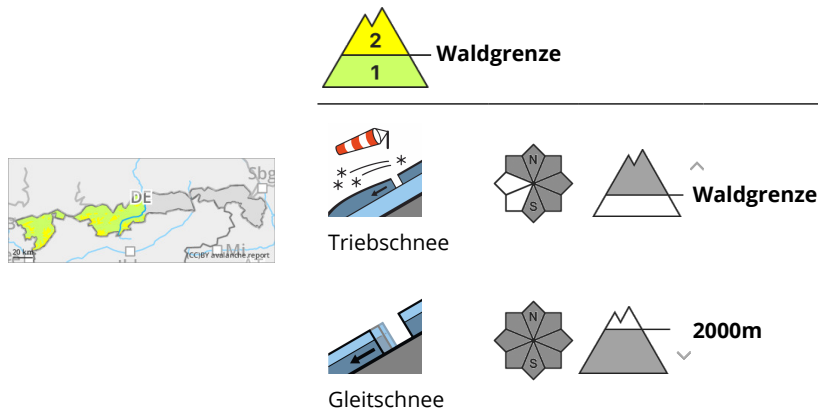 2
Waldgrenze
1
N
S
Waldgrenze
Triebschnee
Sbg
DE
Mi
20 km
(CC)BY avalanche.report
N
S
2000m
Gleitschnee